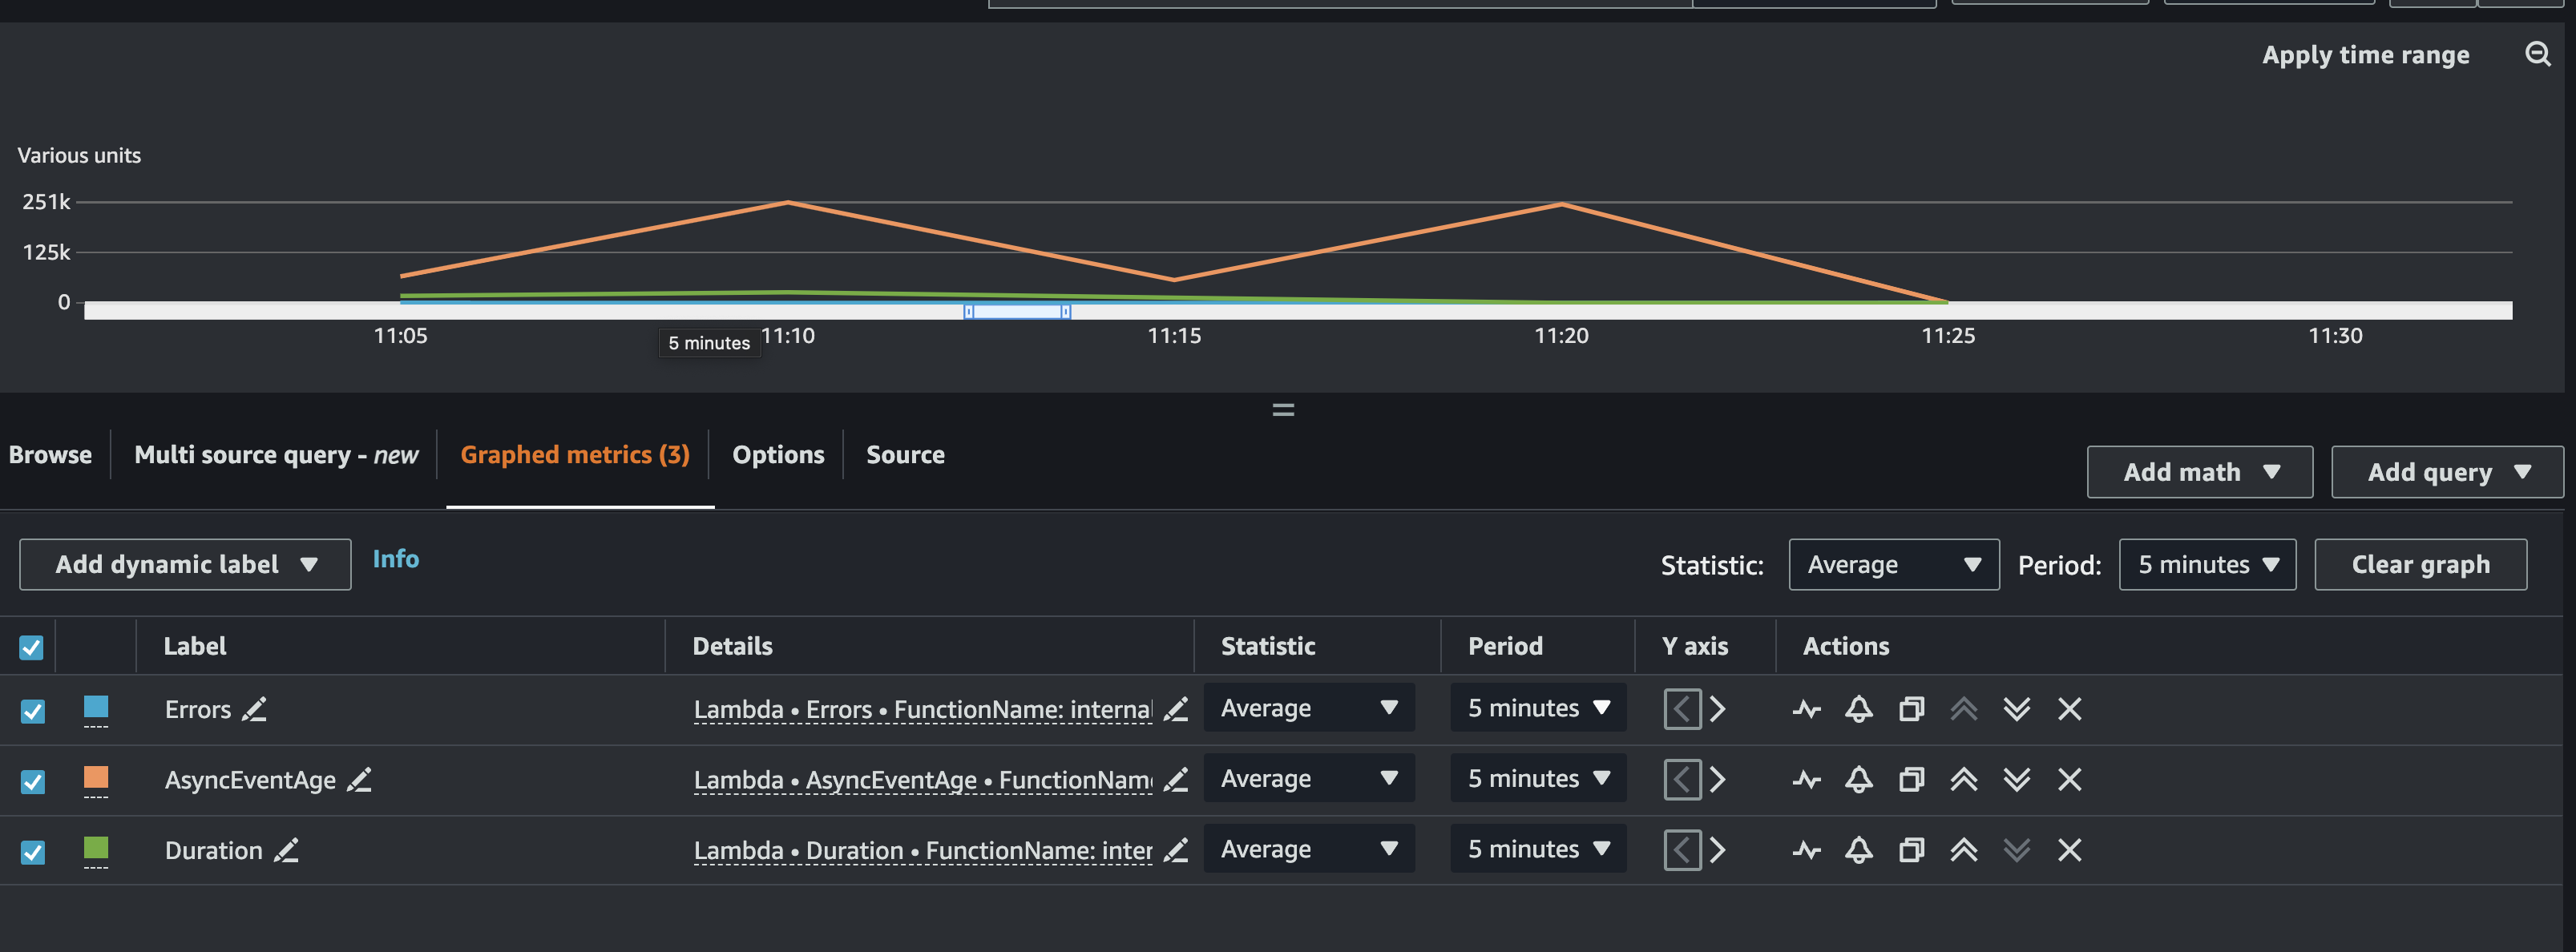 Apply time range
Various units
251k
125k
0
11:05
11:10
11:15
11:20
11:25
11:30
5 minutes
Browse
Multi source query - new
Graphed metrics (3)
Options
Source
Add math
Add query
Add dynamic label
Info
Statistic: Average
Period: 5 minutes
Clear graph
Label Details Statistic Period Y axis Actions
Errors Lambda • Errors • FunctionName: internal Average 5 minutes
AsyncEventAge Lambda • AsyncEventAge • FunctionName Average 5 minutes
Duration Lambda • Duration • FunctionName: inter Average 5 minutes